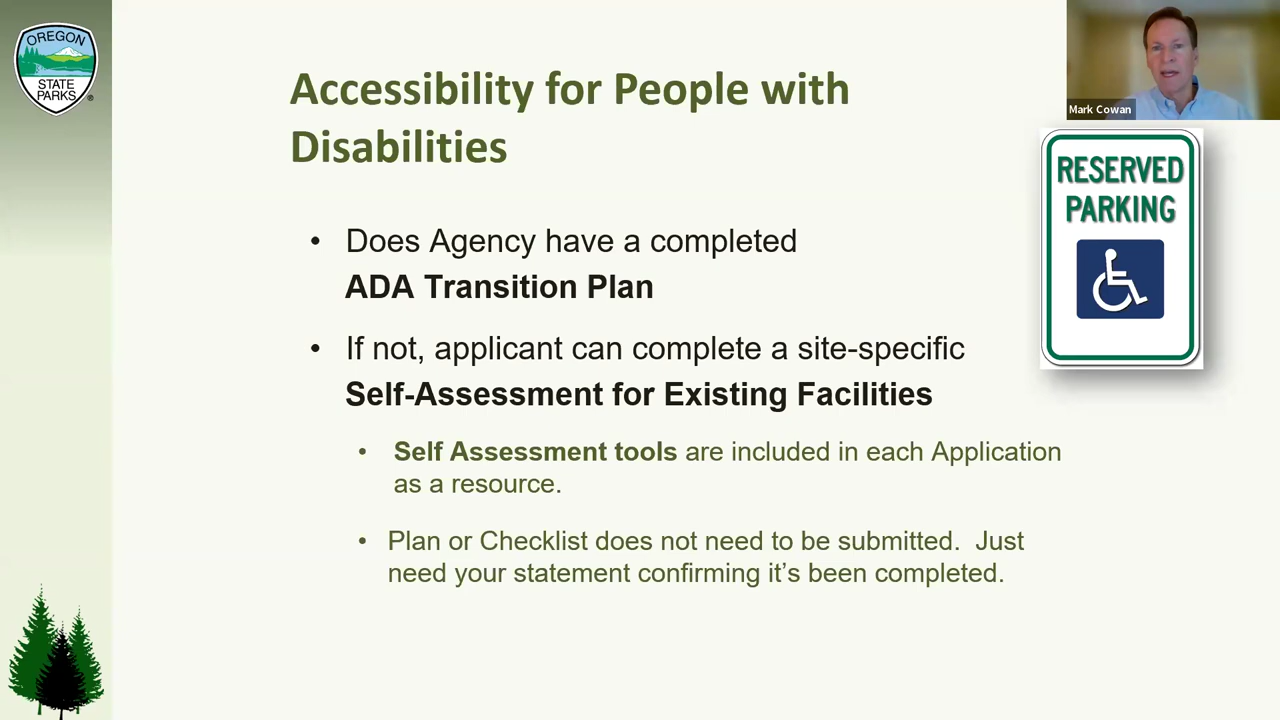 OREGON
STATE
PARKS
®
Accessibility for People with
Disabilities
Mark Cowan
RESERVED
PARKING
• Does Agency have a completed
ADA Transition Plan
• If not, applicant can complete a site-specific
Self-Assessment for Existing Facilities
• Self Assessment tools are included in each Application
as a resource.
• Plan or Checklist does not need to be submitted.  Just
need your statement confirming it’s been completed.